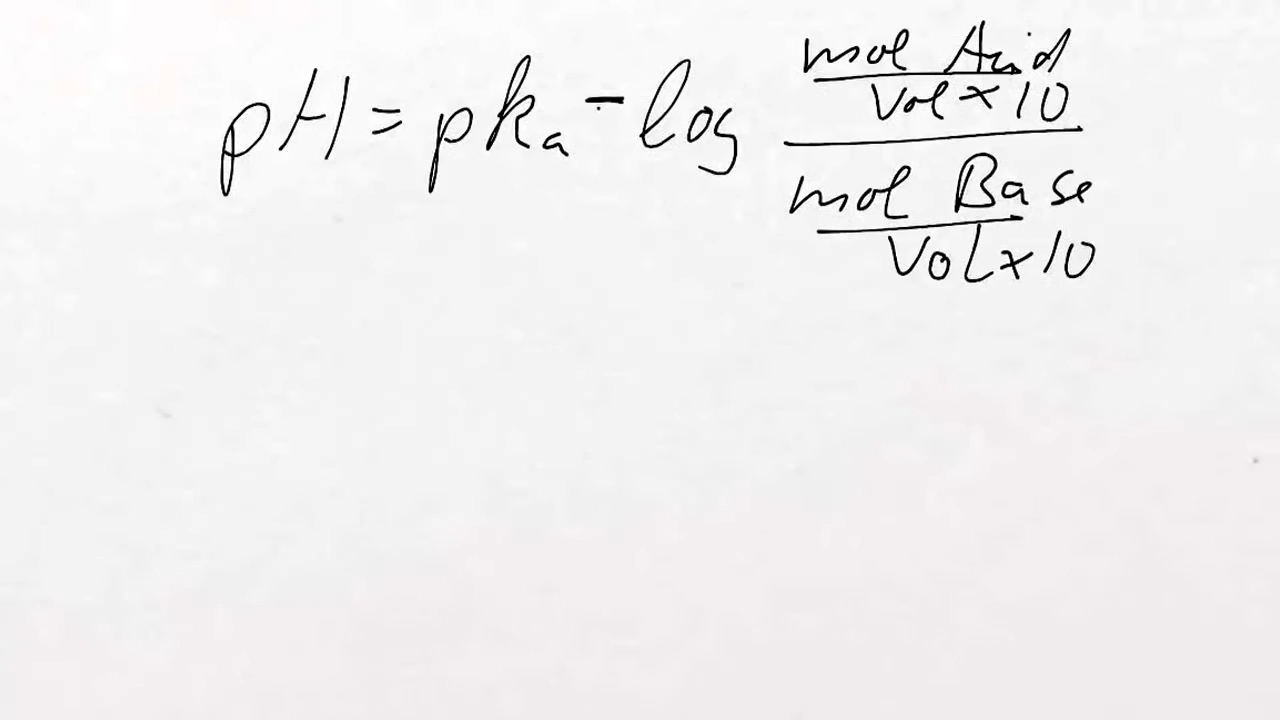 pH = pka - log
mol Acid
Vol x 10
mol Base
Vol x 10